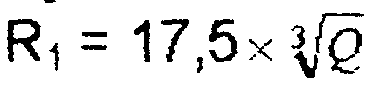 R₁ = 17,5 × ∛Q